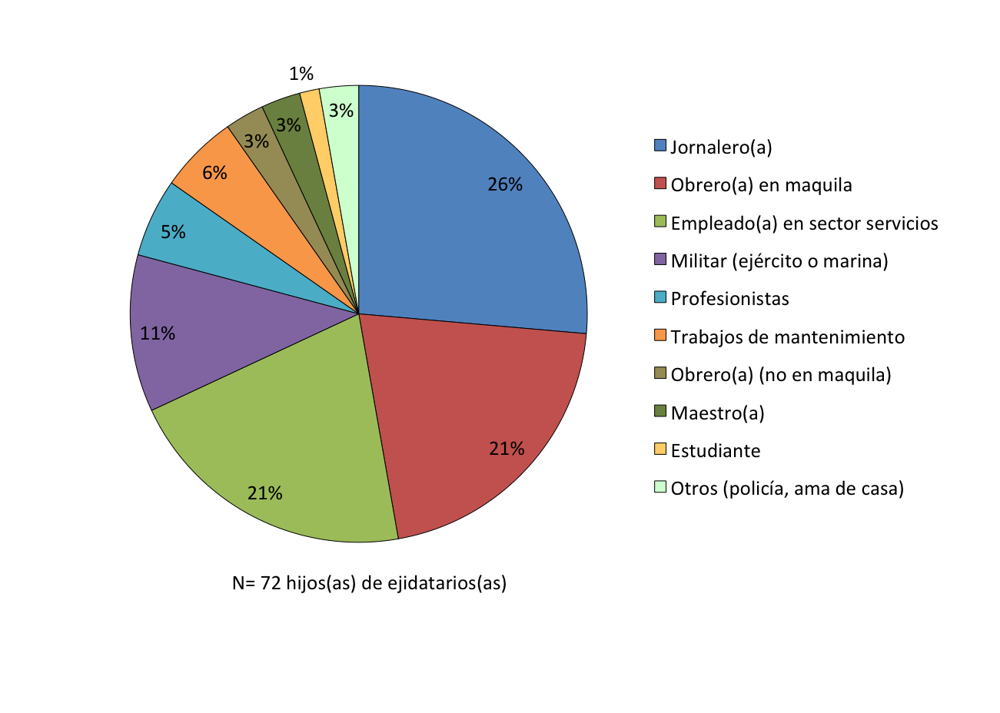 1%
3%
3%
3%
6%
5%
11%
21%
21%
26%
Jornalero(a)
Obrero(a) en maquila
Empleado(a) en sector servicios
Militar (ejército o marina)
Profesionistas
Trabajos de mantenimiento
Obrero(a) (no en maquila)
Maestro(a)
Estudiante
Otros (policía, ama de casa)
N= 72 hijos(as) de ejidatarios(as)